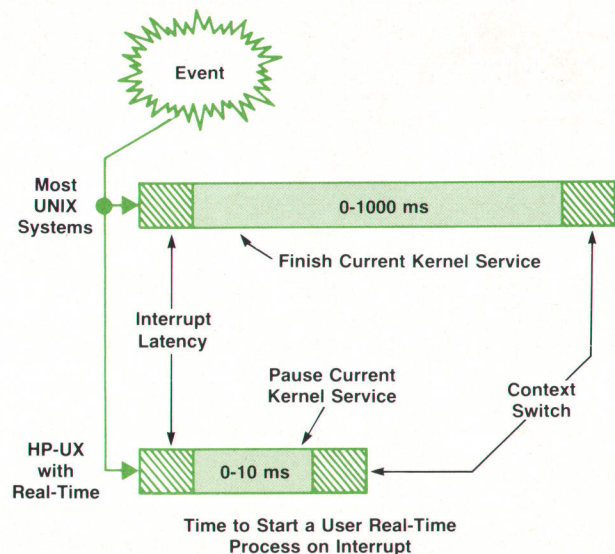 Event
Most
UNIX
Systems
0-1000 ms
Finish Current Kernel Service
Interrupt
Latency
Pause Current
Kernel Service
Context
Switch
HP-UX
with
Real-Time
0-10 ms
Time to Start a User Real-Time
Process on Interrupt